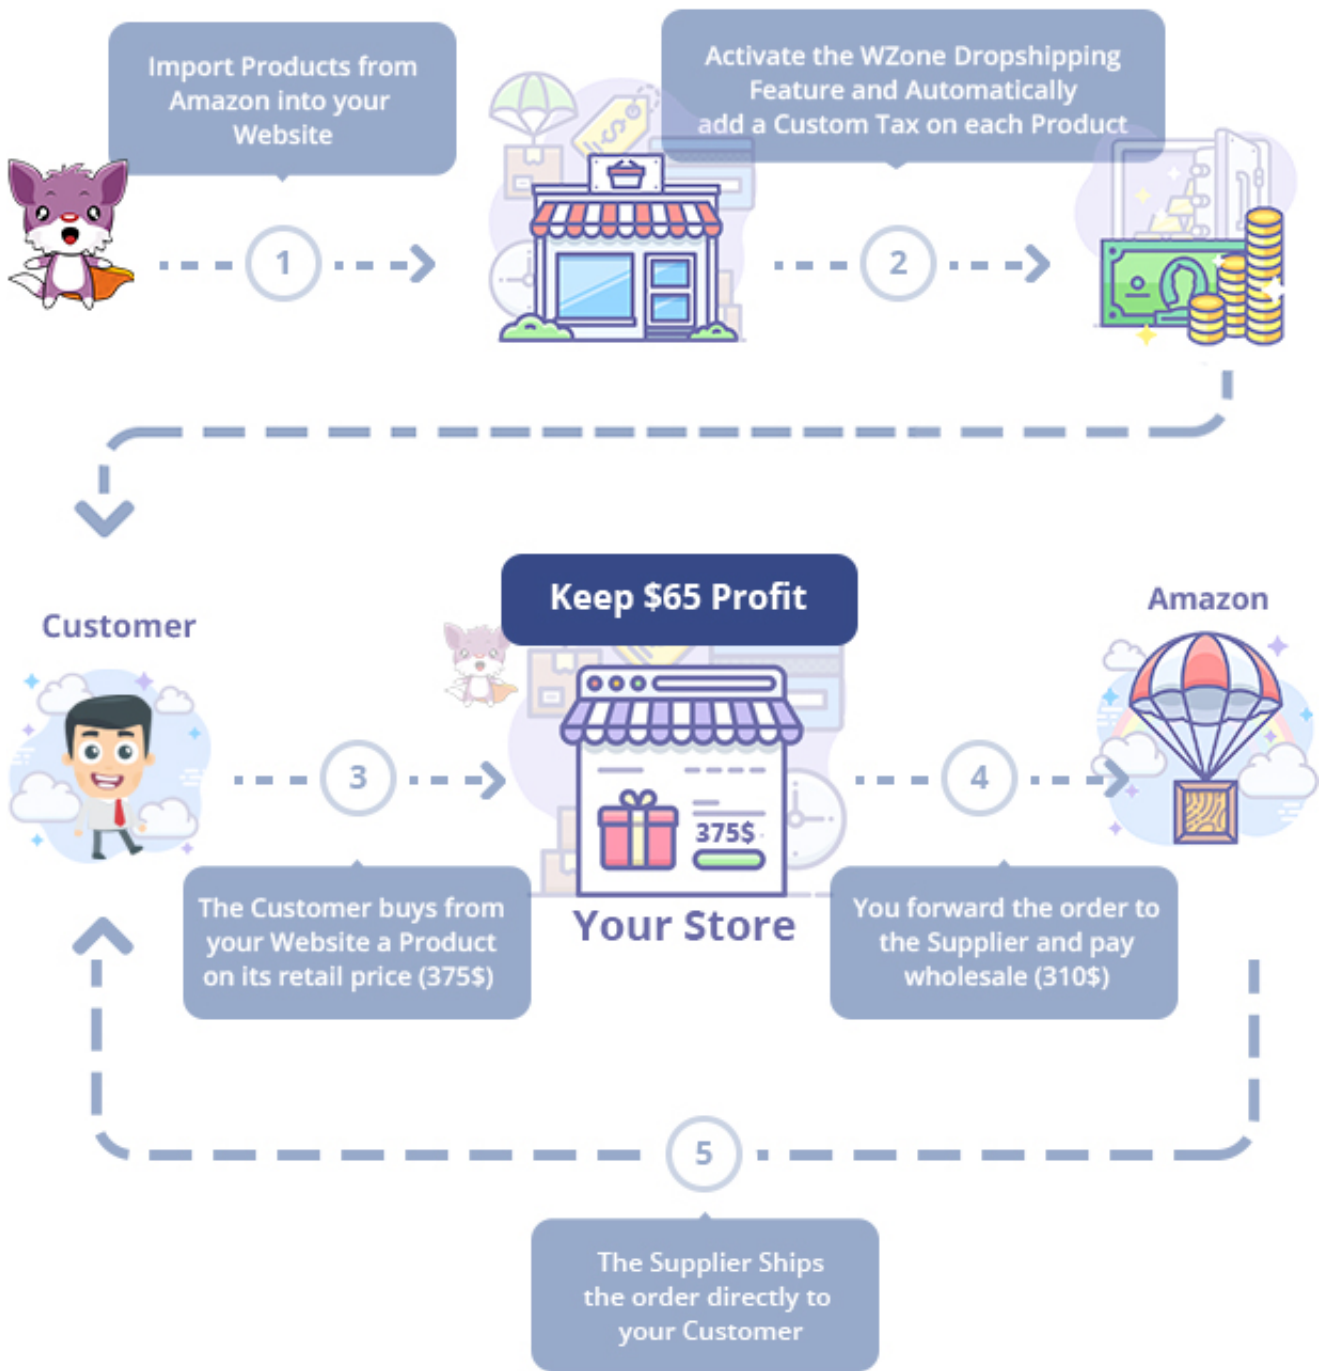 Import Products from
Amazon into your
Website
Activate the WZone Dropshipping
Feature and Automatically
add a Custom Tax on each Product
1
2
Keep $65 Profit
Customer
Amazon
3
4
375$
Your Store
The Customer buys from
your Website a Product
on its retail price (375$)
You forward the order to
the Supplier and pay
wholesale (310$)
5
The Supplier Ships
the order directly to
your Customer